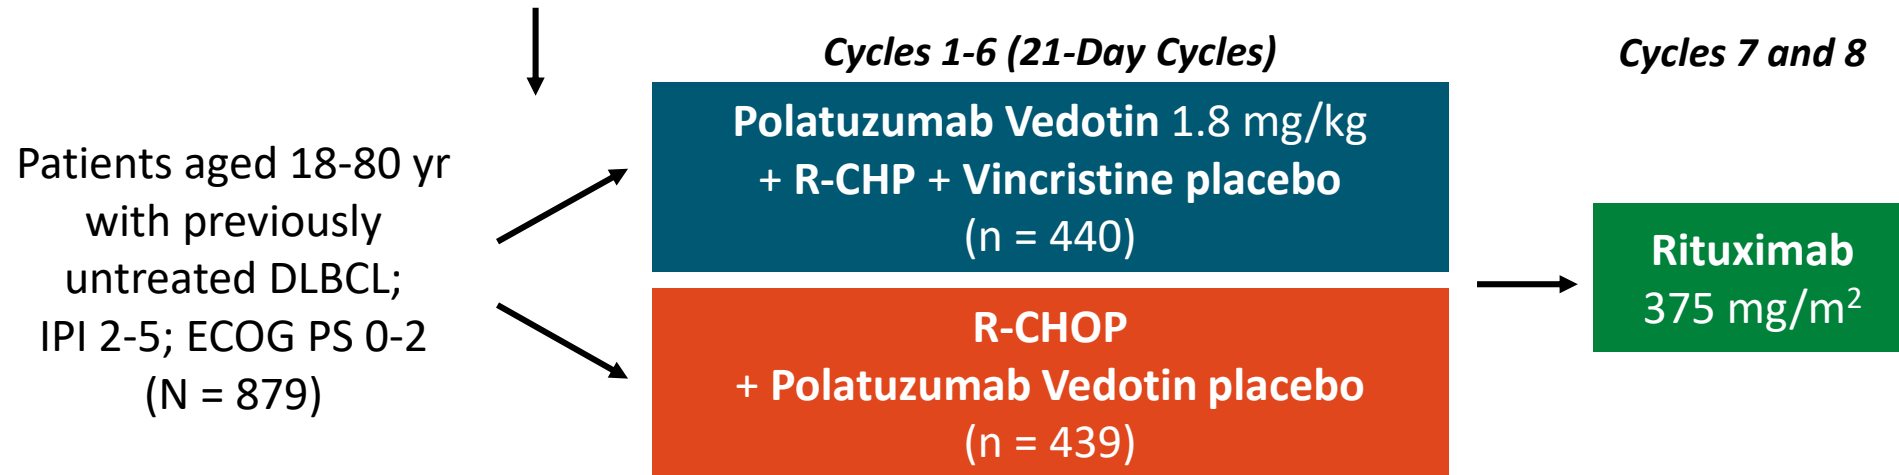 Cycles 1-6 (21-Day Cycles)
Cycles 7 and 8
Patients aged 18-80 yr
with previously
untreated DLBCL;
IPI 2-5; ECOG PS 0-2
(N = 879)
Polatuzumab Vedotin 1.8 mg/kg
+ R-CHP + Vincristine placebo
(n = 440)
R-CHOP
+ Polatuzumab Vedotin placebo
(n = 439)
Rituximab
375 mg/m²